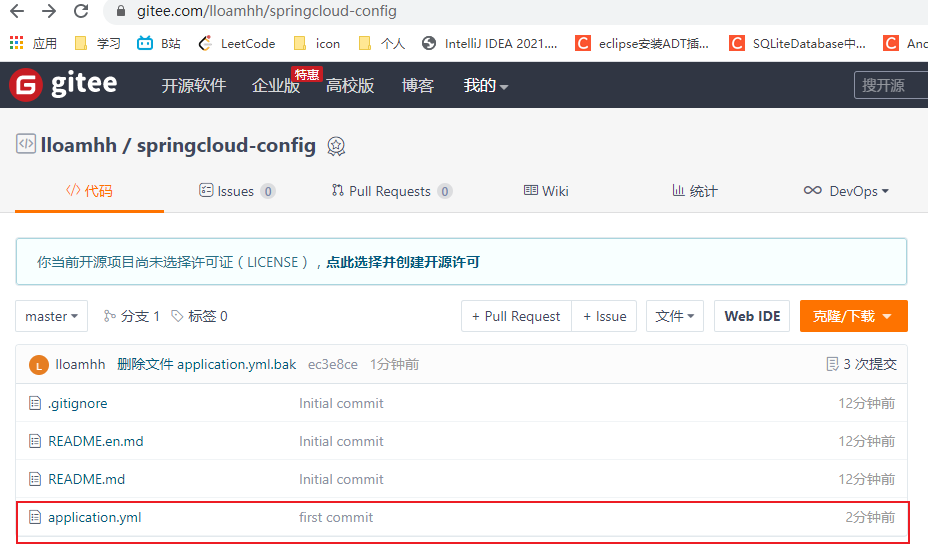 gitee.com/lloamhh/springcloud-config
应用 学习 B站 LeetCode icon 个人 IntelliJ IDEA 2021.... eclipse安装ADT插... SQLiteDatabase中... And
G gitee 开源软件 企业版 特惠 高校版 博客 我的 搜开源
lloamhh / springcloud-config
代码 Issues 0 Pull Requests 0 Wiki 统计 DevOps
你当前开源项目尚未选择许可证（LICENSE），点此选择并创建开源许可
master 分支 1 标签 0 + Pull Request + Issue 文件 Web IDE 克隆/下载
L lloamhh 删除文件 application.yml.bak ec3e8ce 1分钟前 3 次提交
.gitignore Initial commit 12分钟前
README.en.md Initial commit 12分钟前
README.md Initial commit 12分钟前
application.yml first commit 2分钟前